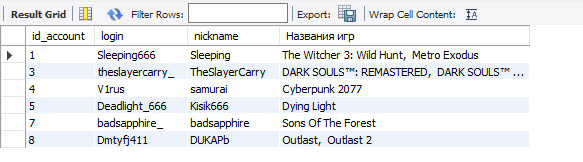 Result Grid Filter Rows: Export: Wrap Cell Content:
id_account login nickname Названия игр
1 Sleeping666 Sleeping The Witcher 3: Wild Hunt, Metro Exodus
3 theslayercarry_ TheSlayerCarry DARK SOULS™: REMASTERED, DARK SOULS™ ...
4 V1rus samurai Cyberpunk 2077
5 Deadlight_666 Kisik666 Dying Light
7 badsapphire_ badsapphire Sons Of The Forest
8 Dmtyfj411 DUKAPb Outlast, Outlast 2